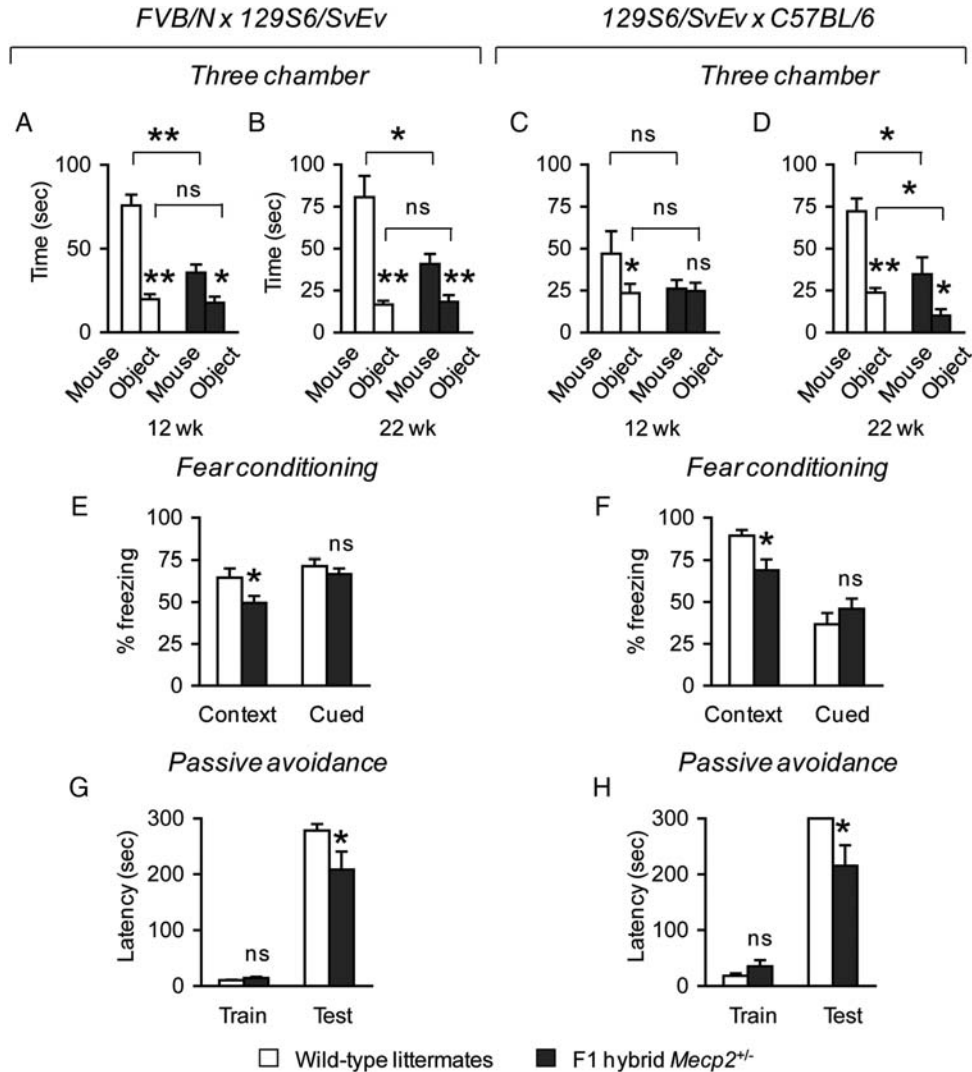 FVB/N x 129S6/SvEv 129S6/SvEv x C57BL/6
Three chamber Three chamber
A B C D
** * ns *
ns ns ns *
** * ** ** * ns ** *
Time (sec) Time (sec)
100 75 50 25 0
100 75 50 25 0
100 75 50 25 0
100 75 50 25 0
Mouse Object Mouse Object
Mouse Object Mouse Object
Mouse Object Mouse Object
Mouse Object Mouse Object
12 wk 22 wk 12 wk 22 wk
Fear conditioning Fear conditioning
E
% freezing
100
75
50
25
0
* ns
Context Cued
F
% freezing
100
75
50
25
0
* ns
Context Cued
Passive avoidance Passive avoidance
G
Latency (sec)
300
200
100
0
ns *
Train Test
H
Latency (sec)
300
200
100
0
ns *
Train Test
Wild-type littermates F1 hybrid Mecp2+/-